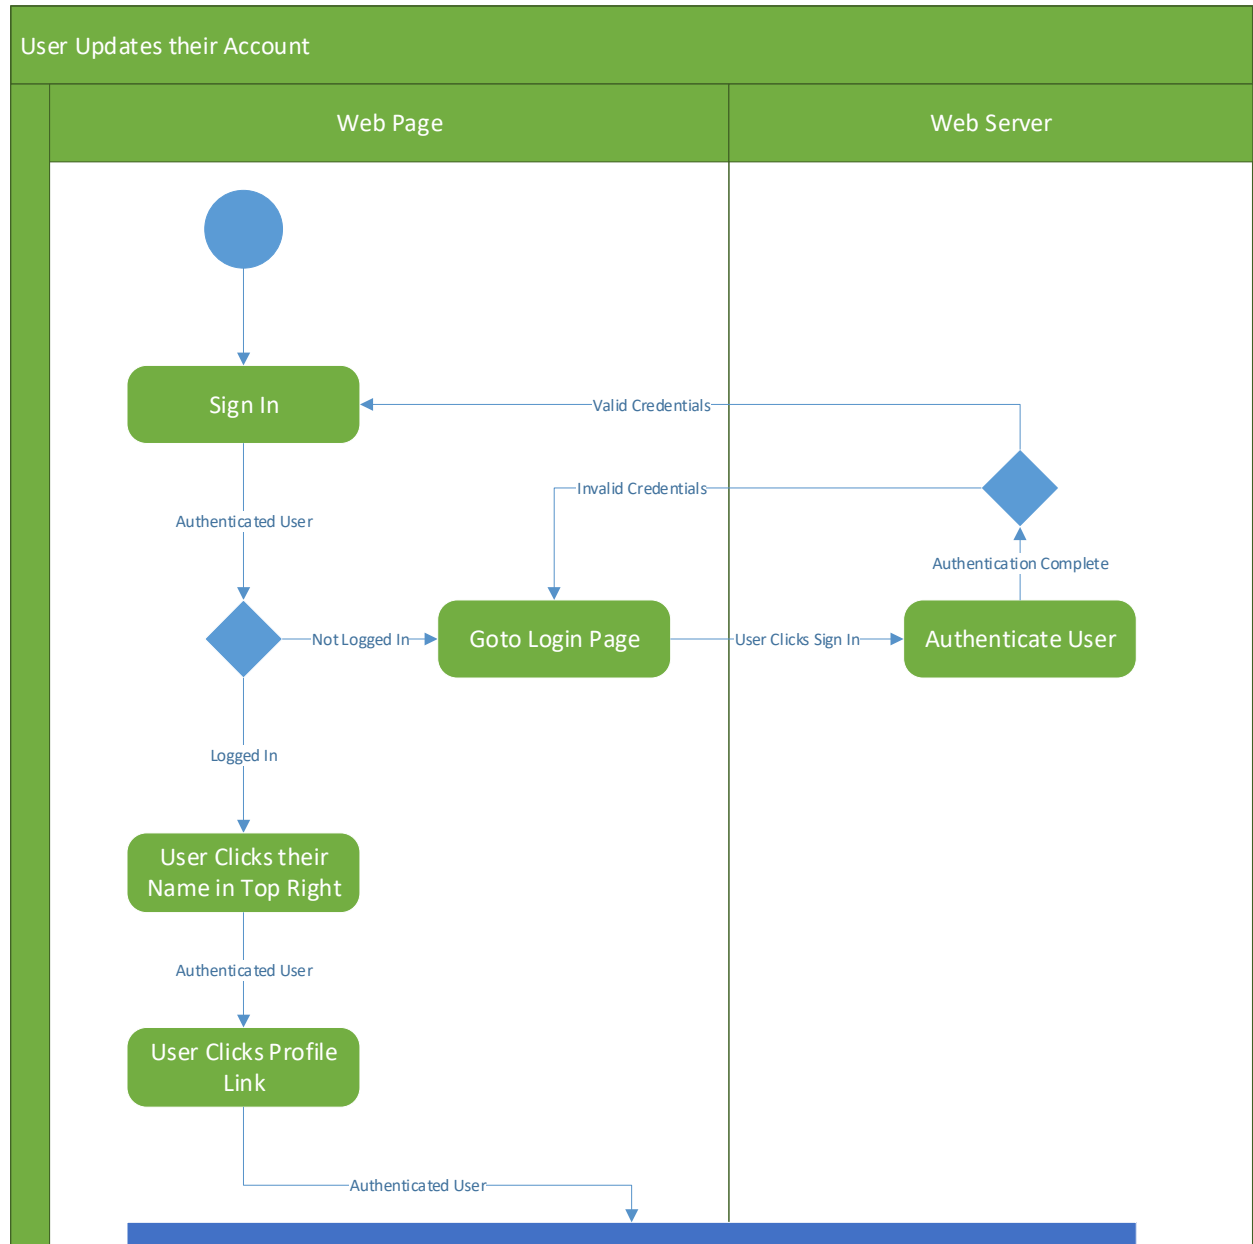 User Updates their Account
Web Page
Web Server
Sign In
Valid Credentials
Invalid Credentials
Authenticated User
Authentication Complete
Not Logged In
Goto Login Page
User Clicks Sign In
Authenticate User
Logged In
User Clicks their
Name in Top Right
Authenticated User
User Clicks Profile
Link
Authenticated User